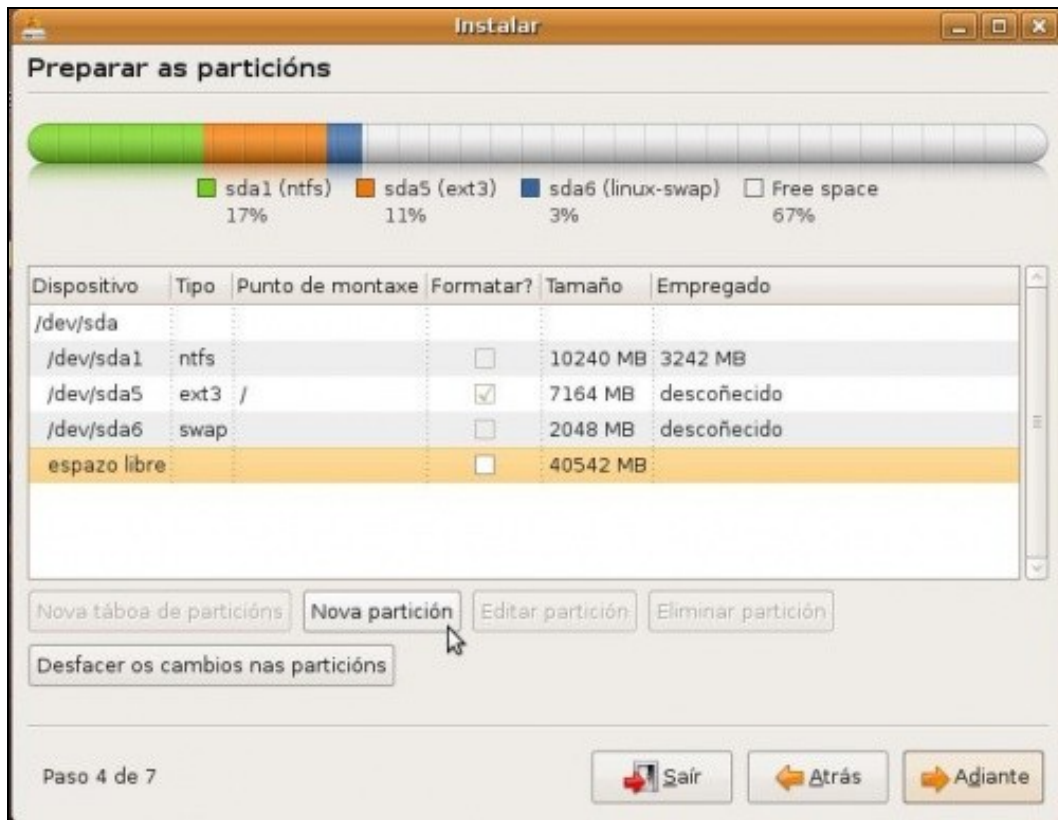 Instalar
Preparar as particións
sda1 (ntfs) sda5 (ext3) sda6 (linux-swap) Free space
17% 11% 3% 67%
Dispositivo Tipo Punto de montaxe Formatar? Tamaño Empregado
/dev/sda
/dev/sda1 ntfs 10240 MB 3242 MB
/dev/sda5 ext3 / 7164 MB descoñecido
/dev/sda6 swap 2048 MB descoñecido
espazo libre 40542 MB
Nova táboa de particións Nova partición Editar partición Eliminar partición
Desfacer os cambios nas particións
Paso 4 de 7 Saír Atrás Adiante